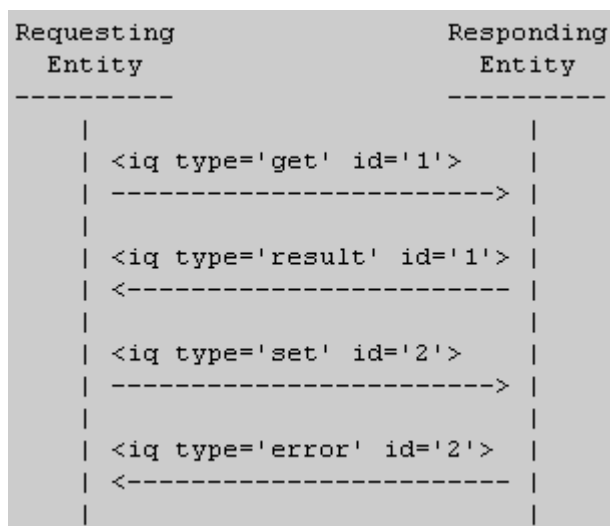 Requesting                 Responding
  Entity                     Entity
----------                 ----------
    |                           |
    | <iq type='get' id='1'>    |
    | ------------------------> |
    |                           |
    | <iq type='result' id='1'> |
    | <------------------------ |
    |                           |
    | <iq type='set' id='2'>    |
    | ------------------------> |
    |                           |
    | <iq type='error' id='2'>  |
    | <------------------------ |
    |                           |